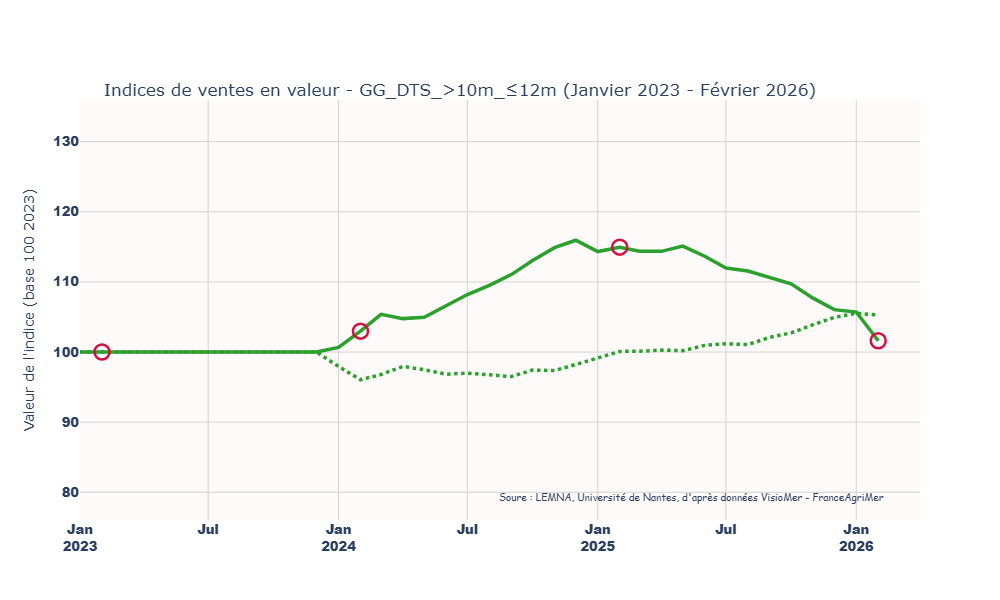 Indices de ventes en valeur - GG_DTS_>10m_≤12m (Janvier 2023 - Février 2026)
Valeur de l'indice (base 100 2023)
130
120
110
100
90
80
Soure : LEMNA, Université de Nantes, d'après données VisioMer - FranceAgriMer
Jan Jul Jan Jul Jan Jul Jan
2023 2024 2025 2026